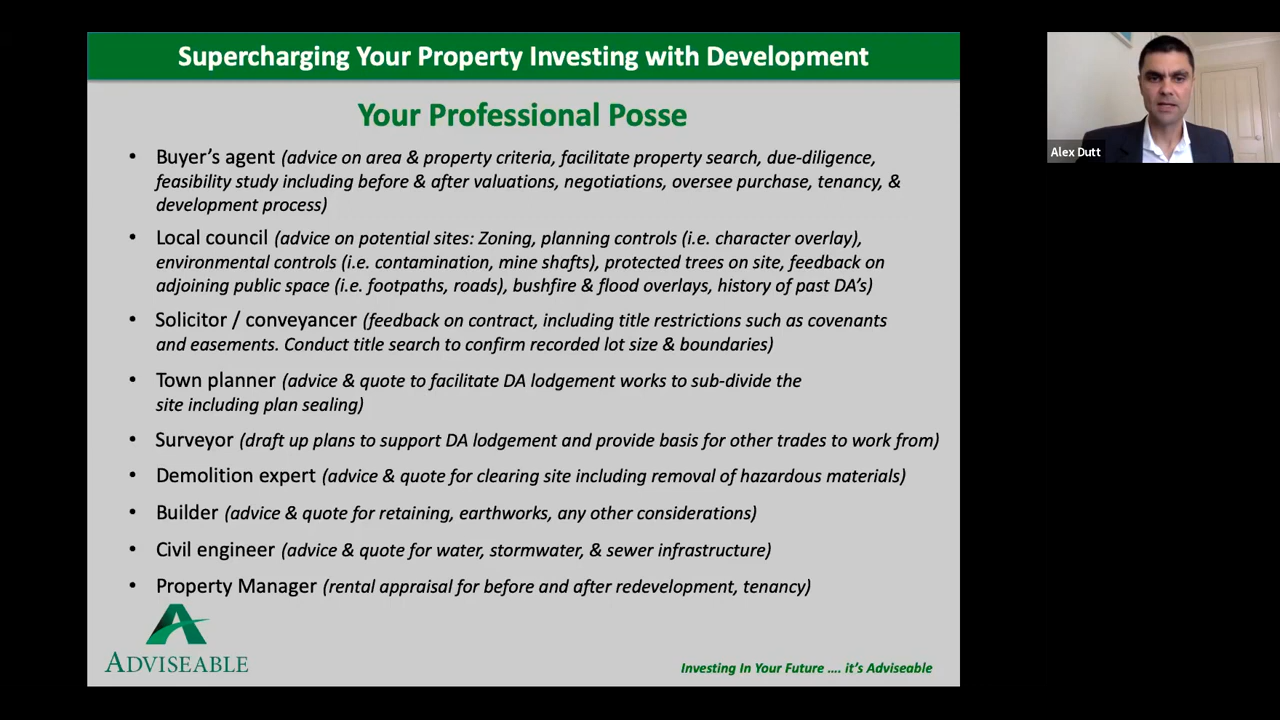 Supercharging Your Property Investing with Development
Your Professional Posse
• Buyer's agent (advice on area & property criteria, facilitate property search, due-diligence,
feasibility study including before & after valuations, negotiations, oversee purchase, tenancy, &
development process)
• Local council (advice on potential sites: Zoning, planning controls (i.e. character overlay),
environmental controls (i.e. contamination, mine shafts), protected trees on site, feedback on
adjoining public space (i.e. footpaths, roads), bushfire & flood overlays, history of past DA's)
• Solicitor / conveyancer (feedback on contract, including title restrictions such as covenants
and easements. Conduct title search to confirm recorded lot size & boundaries)
• Town planner (advice & quote to facilitate DA lodgement works to sub-divide the
site including plan sealing)
• Surveyor (draft up plans to support DA lodgement and provide basis for other trades to work from)
• Demolition expert (advice & quote for clearing site including removal of hazardous materials)
• Builder (advice & quote for retaining, earthworks, any other considerations)
• Civil engineer (advice & quote for water, stormwater, & sewer infrastructure)
• Property Manager (rental appraisal for before and after redevelopment, tenancy)
ADVISEABLE
Investing In Your Future .... it's Adviseable
Alex Dutt